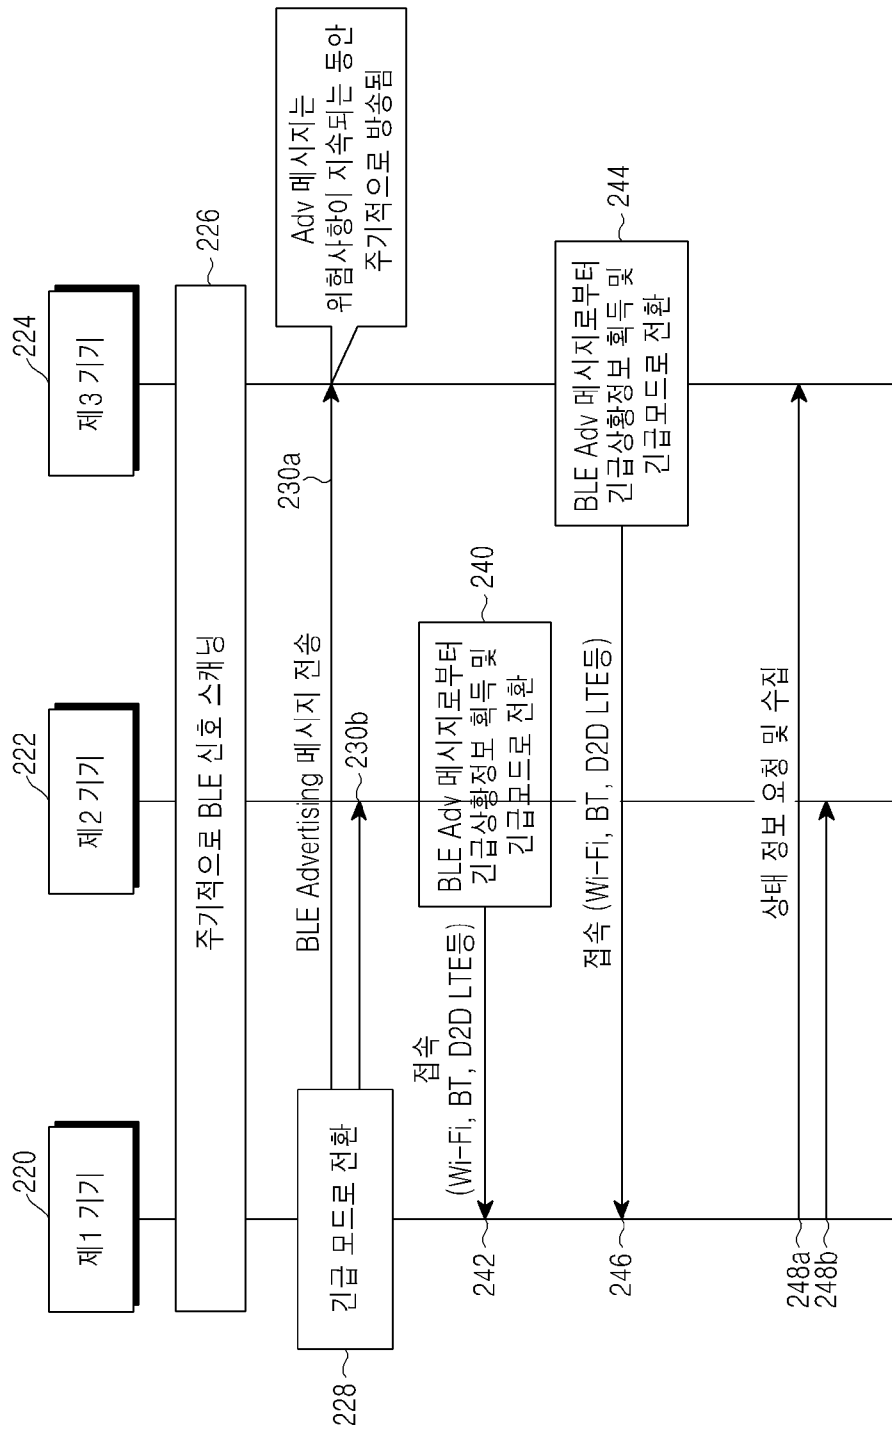 220
제1 기기
222
제2 기기
224
제3 기기
226
주기적으로 BLE 신호 스캐닝
228
긴급 모드로 전환
BLE Advertising 메시지 전송
230a
230b
Adv 메시지는
위험사항이 지속되는 동안
주기적으로 방송됨
240
BLE Adv 메시지로부터
긴급상황정보 획득 및
긴급모드로 전환
접속
(Wi-Fi, BT, D2D LTE등)
242
244
BLE Adv 메시지로부터
긴급상황정보 획득 및
긴급모드로 전환
접속 (Wi-Fi, BT, D2D LTE등)
246
상태 정보 요청 및 수집
248a
248b